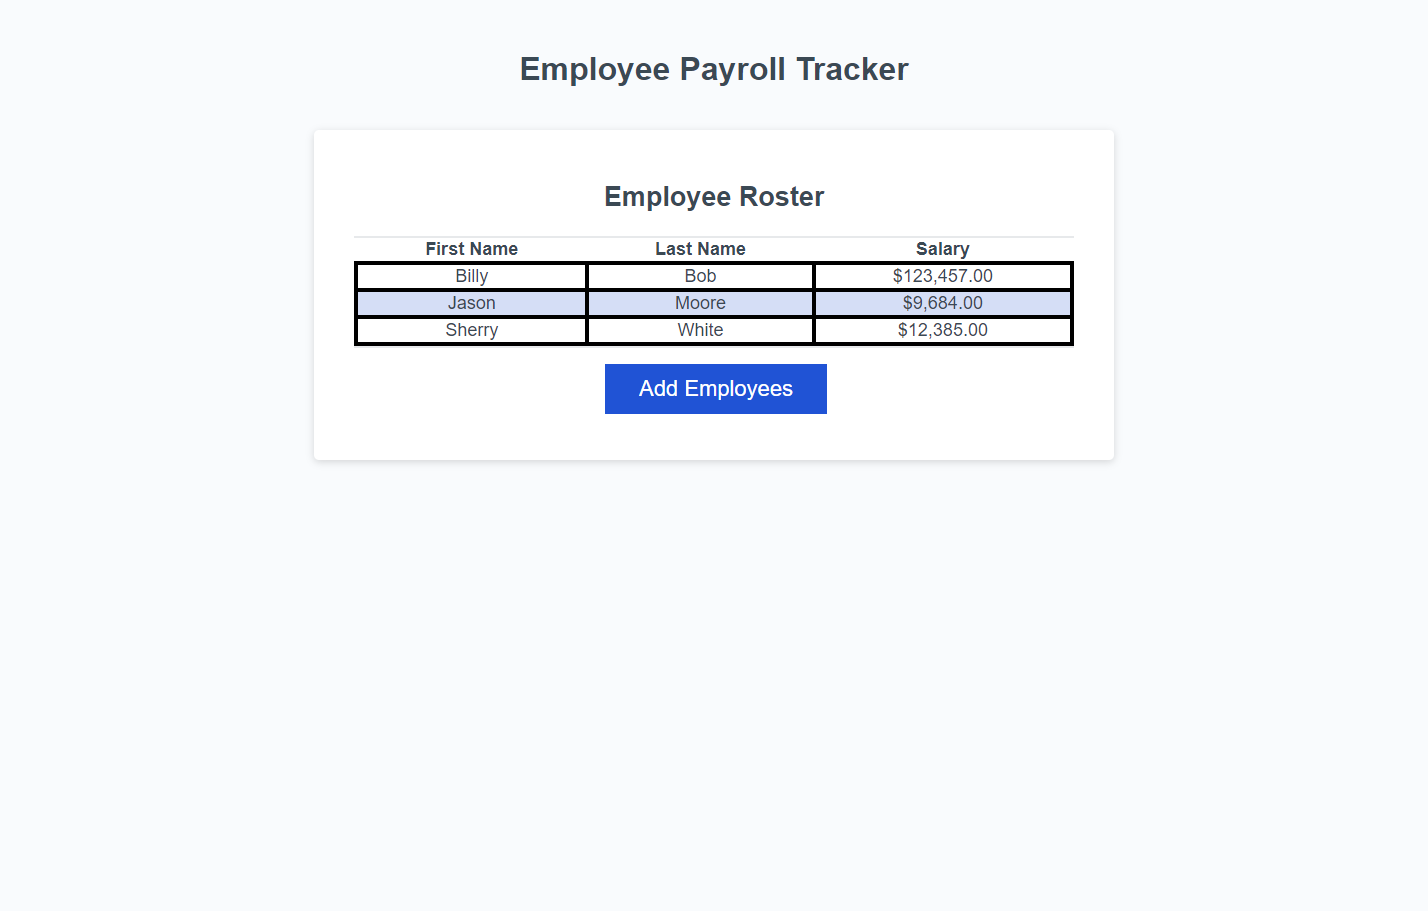 Employee Payroll Tracker
Employee Roster
First Name Last Name Salary
Billy Bob $123,457.00
Jason Moore $9,684.00
Sherry White $12,385.00
Add Employees